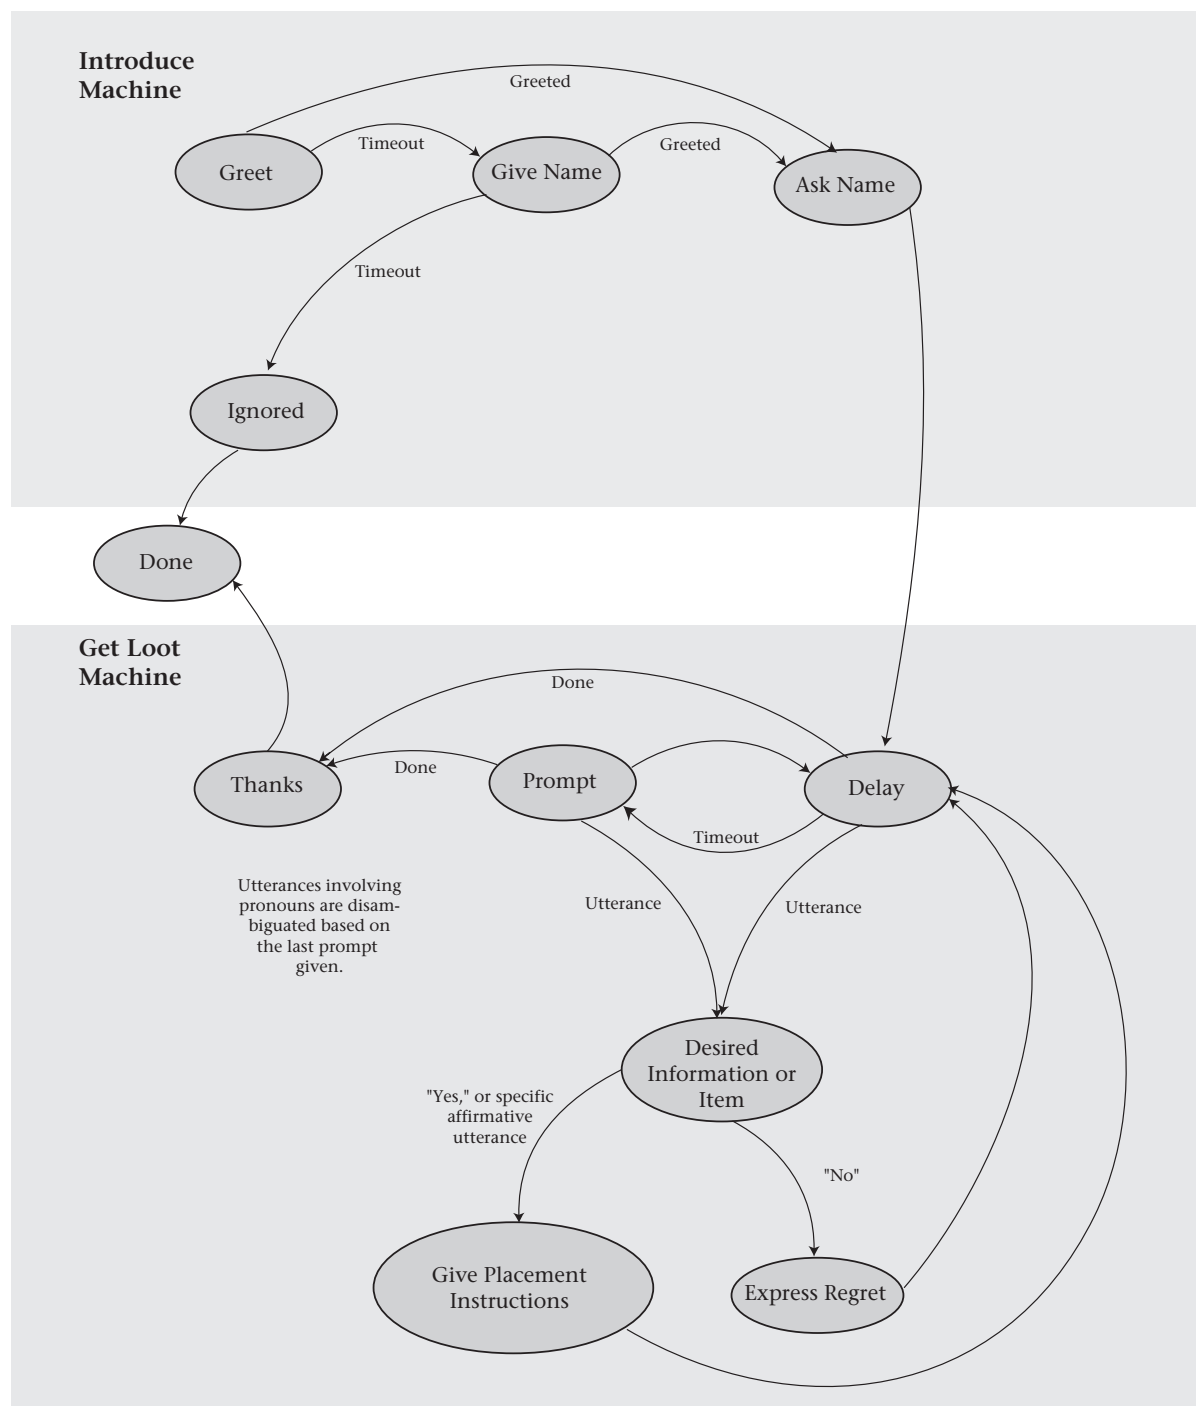 Introduce
Machine
Greeted
Greet
Timeout
Give Name
Greeted
Ask Name
Timeout
Ignored
Done
Get Loot
Machine
Done
Thanks
Done
Prompt
Delay
Timeout
Utterances involving
pronouns are disam-
biguated based on
the last prompt
given.
Utterance
Utterance
Desired
Information or
Item
"Yes," or specific
affirmative
utterance
"No"
Give Placement
Instructions
Express Regret